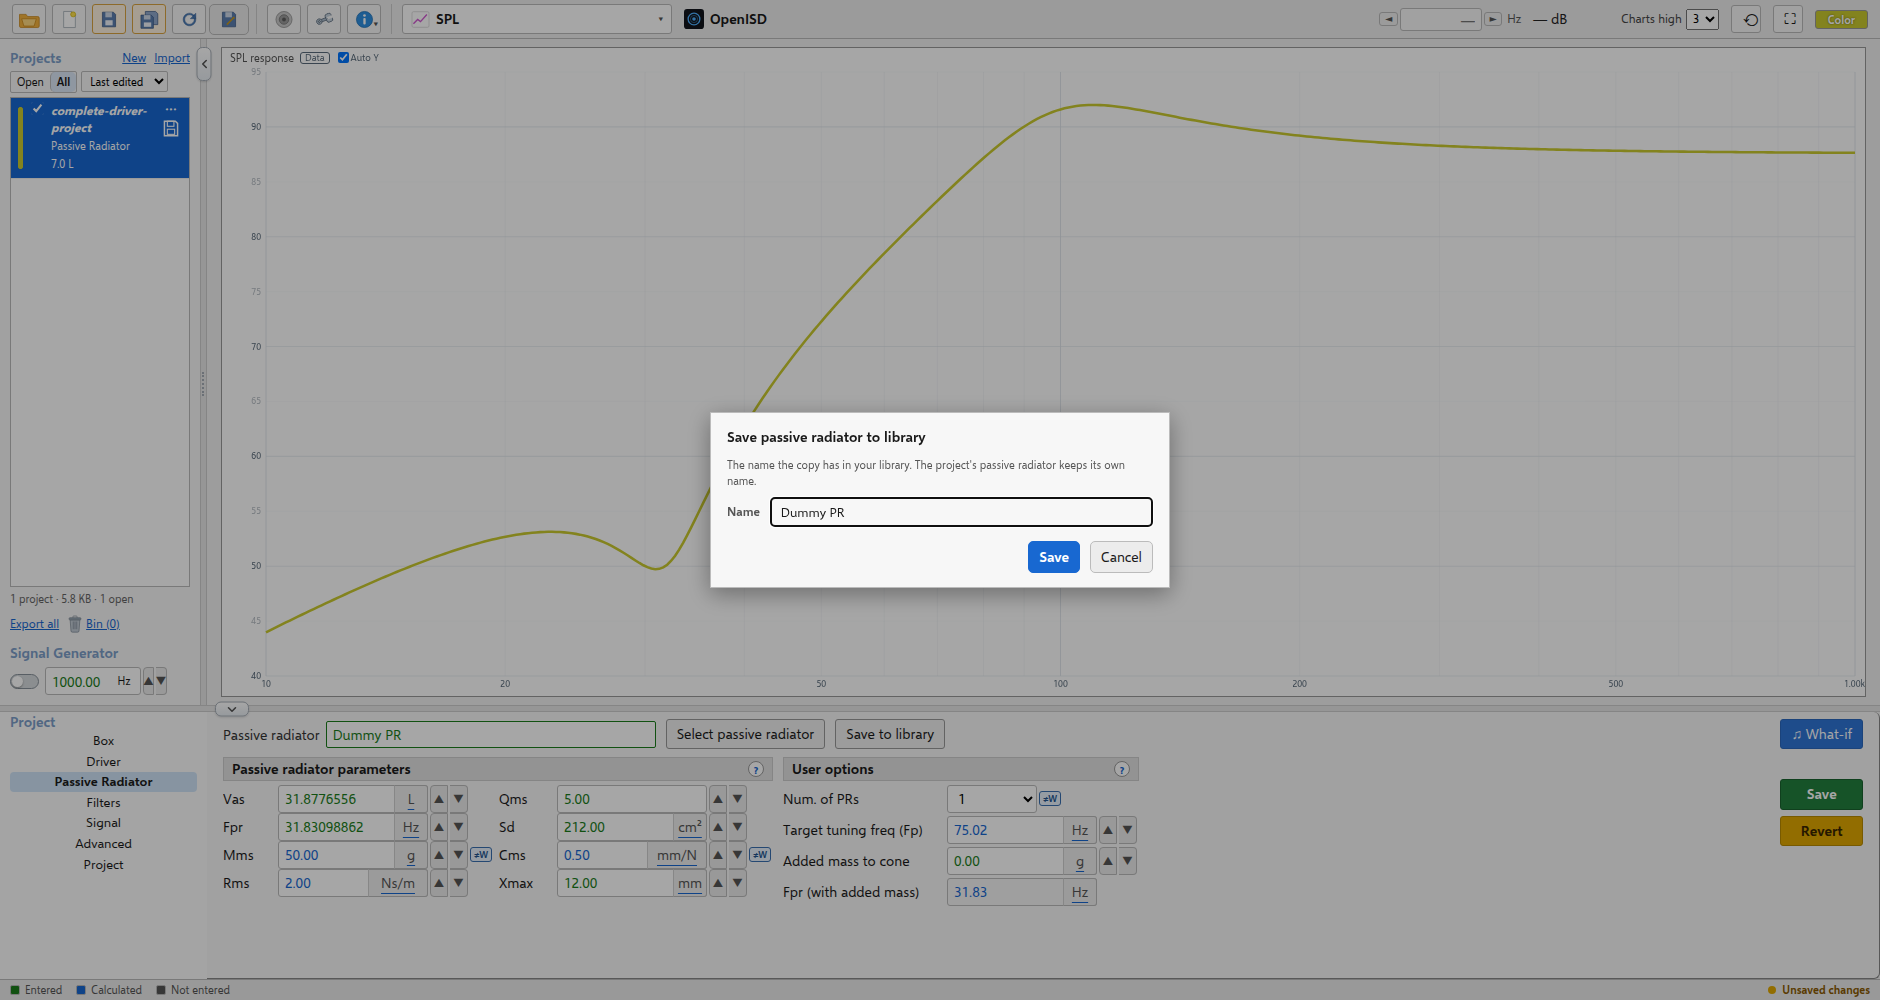 SPL
OpenISD
— Hz — dB
Charts high 3
Color
Projects New Import
Open All Last edited
complete-driver-project
Passive Radiator
7.0 L
1 project · 5.8 KB · 1 open
Export all Bin (0)
Signal Generator
1000.00 Hz
SPL response Data Auto Y
95
90
85
80
75
70
65
60
55
50
45
40
10 20 50 100 200 500 1.00k
Save passive radiator to library
The name the copy has in your library. The project's passive radiator keeps its own
name.
Name Dummy PR
Save Cancel
Project
Box
Driver
Passive Radiator
Filters
Signal
Advanced
Project
Passive radiator Dummy PR Select passive radiator Save to library
Passive radiator parameters ?
Vas 31.8776556 L Qms 5.00
Fpr 31.83098862 Hz Sd 212.00 cm²
Mms 50.00 g ≠W Cms 0.50 mm/N ≠W
Rms 2.00 Ns/m Xmax 12.00 mm
User options ?
Num. of PRs 1 ≠W
Target tuning freq (Fp) 75.02 Hz
Added mass to cone 0.00 g
Fpr (with added mass) 31.83 Hz
♫ What-if
Save
Revert
Entered Calculated Not entered
Unsaved changes